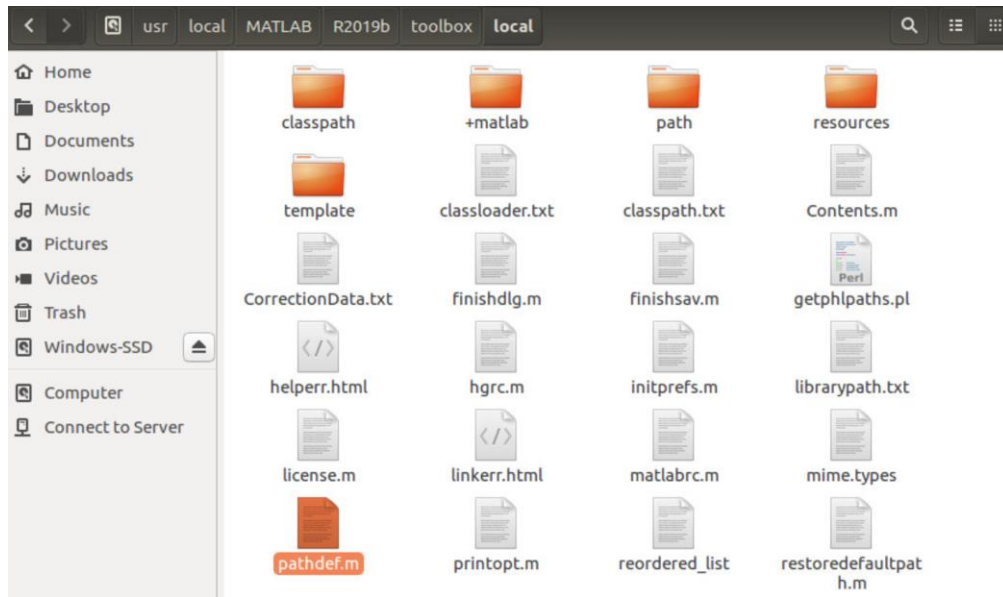 usr local MATLAB R2019b toolbox local
Home
Desktop
Documents
Downloads
Music
Pictures
Videos
Trash
Windows-SSD
Computer
Connect to Server
classpath +matlab path resources
template classloader.txt classpath.txt Contents.m
Perl
CorrectionData.txt finishdlg.m finishsav.m getphlpaths.pl
helperr.html hgrc.m initprefs.m librarypath.txt
license.m linkerr.html matlabrc.m mime.types
pathdef.m printopt.m reordered_list restoredefaultpat
h.m